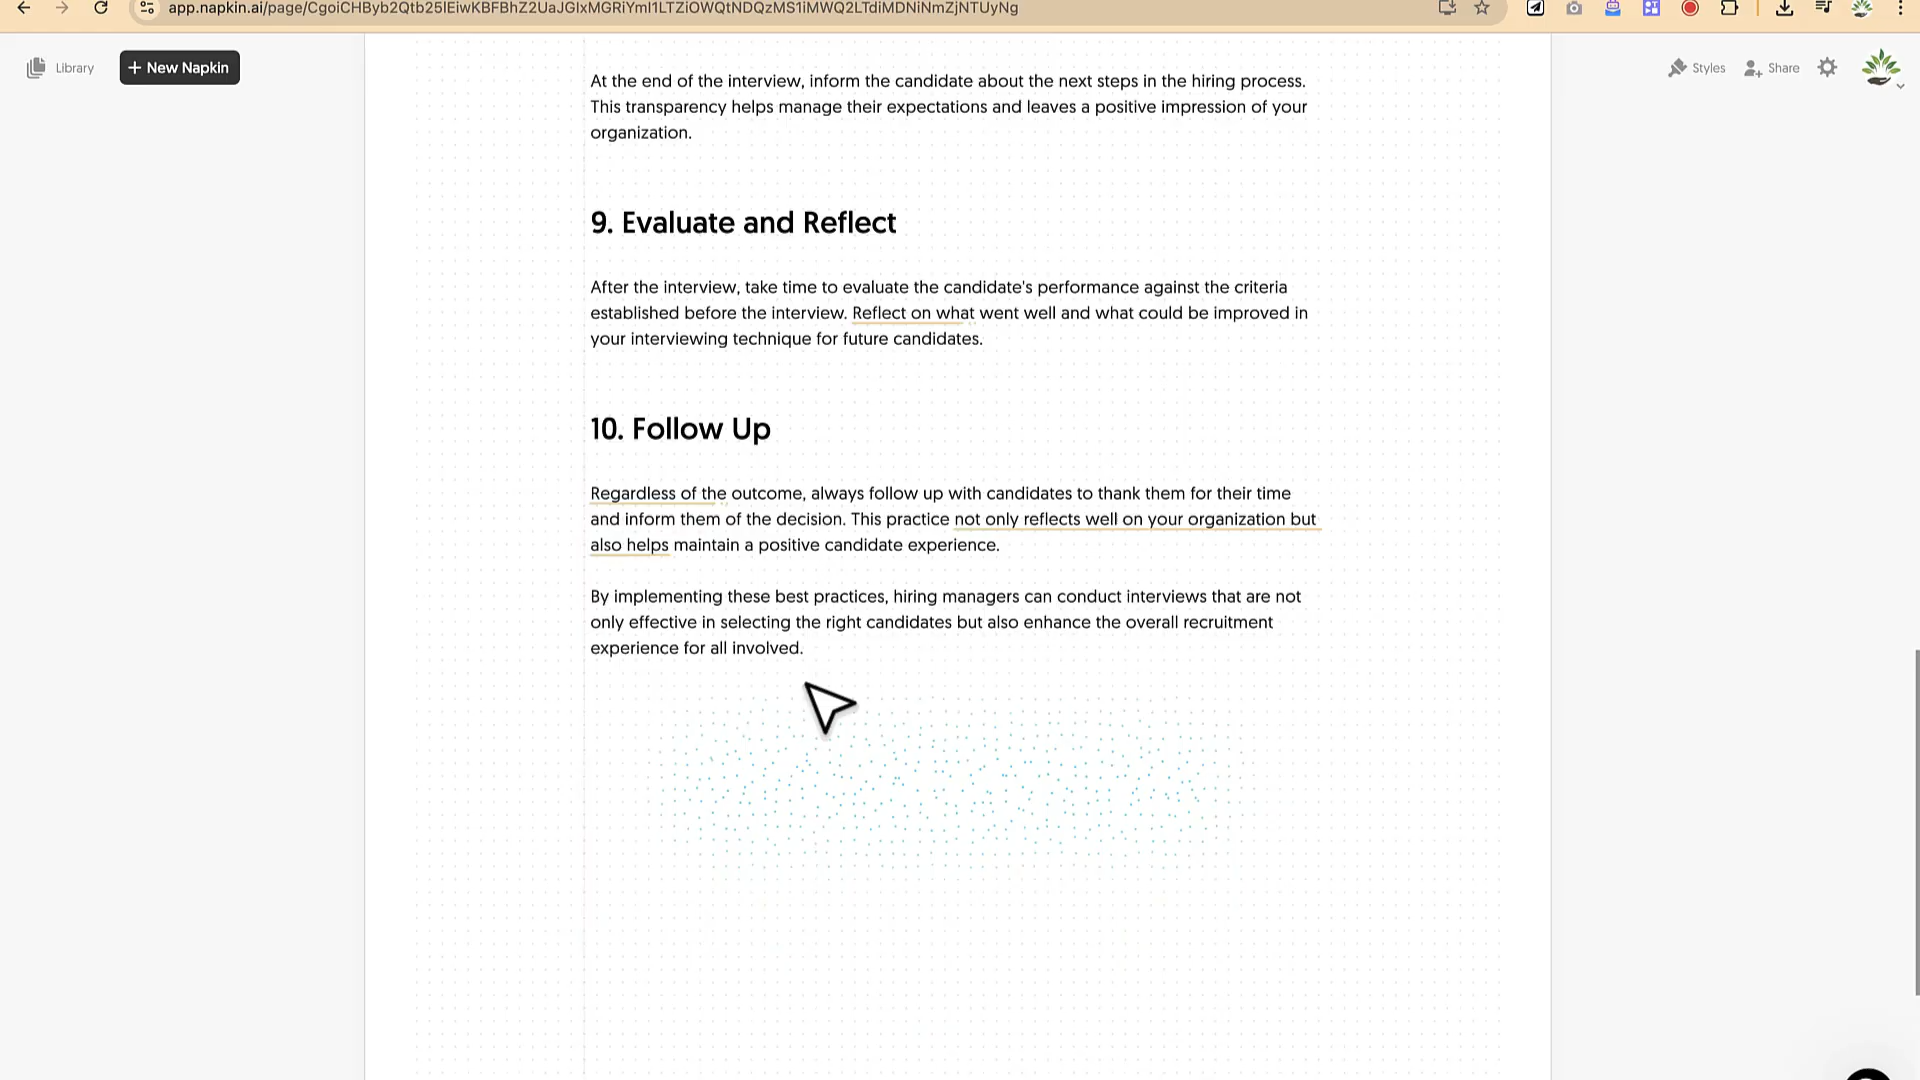 app.napkin.ai/page/CgoiCHByb2Qtb25lEiwKBFBhZ2UaJGIxMGRiYmI1LTZiOWQtNDQzMS1iMWQ2LTdiMDNiNmZjNTUyNg
Library
+ New Napkin
Styles
Share
At the end of the interview, inform the candidate about the next steps in the hiring process.
This transparency helps manage their expectations and leaves a positive impression of your
organization.
9. Evaluate and Reflect
After the interview, take time to evaluate the candidate's performance against the criteria
established before the interview. Reflect on what went well and what could be improved in
your interviewing technique for future candidates.
10. Follow Up
Regardless of the outcome, always follow up with candidates to thank them for their time
and inform them of the decision. This practice not only reflects well on your organization but
also helps maintain a positive candidate experience.
By implementing these best practices, hiring managers can conduct interviews that are not
only effective in selecting the right candidates but also enhance the overall recruitment
experience for all involved.